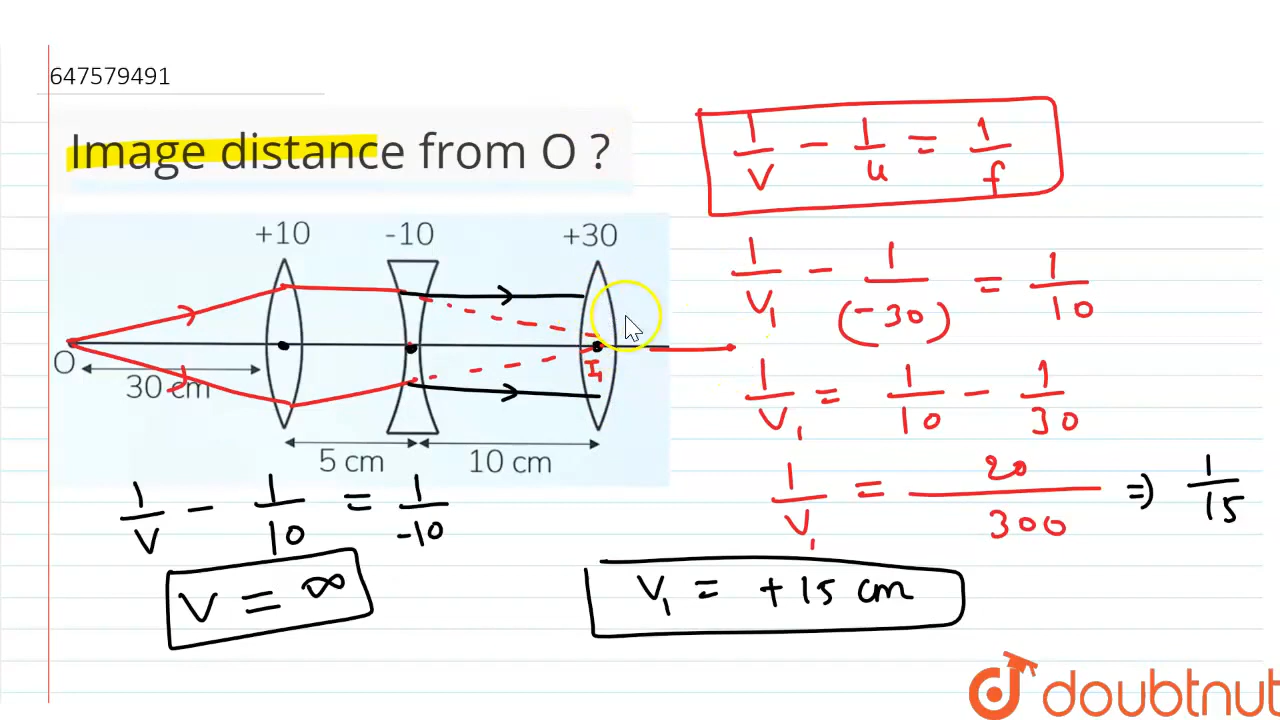 647579491
Image distance from O ?
+10 -10 +30
O
30 cm
I₁
5 cm 10 cm
1/V - 1/u = 1/f
1/V₁ - 1/(-30) = 1/10
1/V₁ = 1/10 - 1/30
1/V₁ = 20/300 ⇒ 1/15
V₁ = +15 cm
1/V - 1/10 = 1/-10
V = ∞
doubtnut